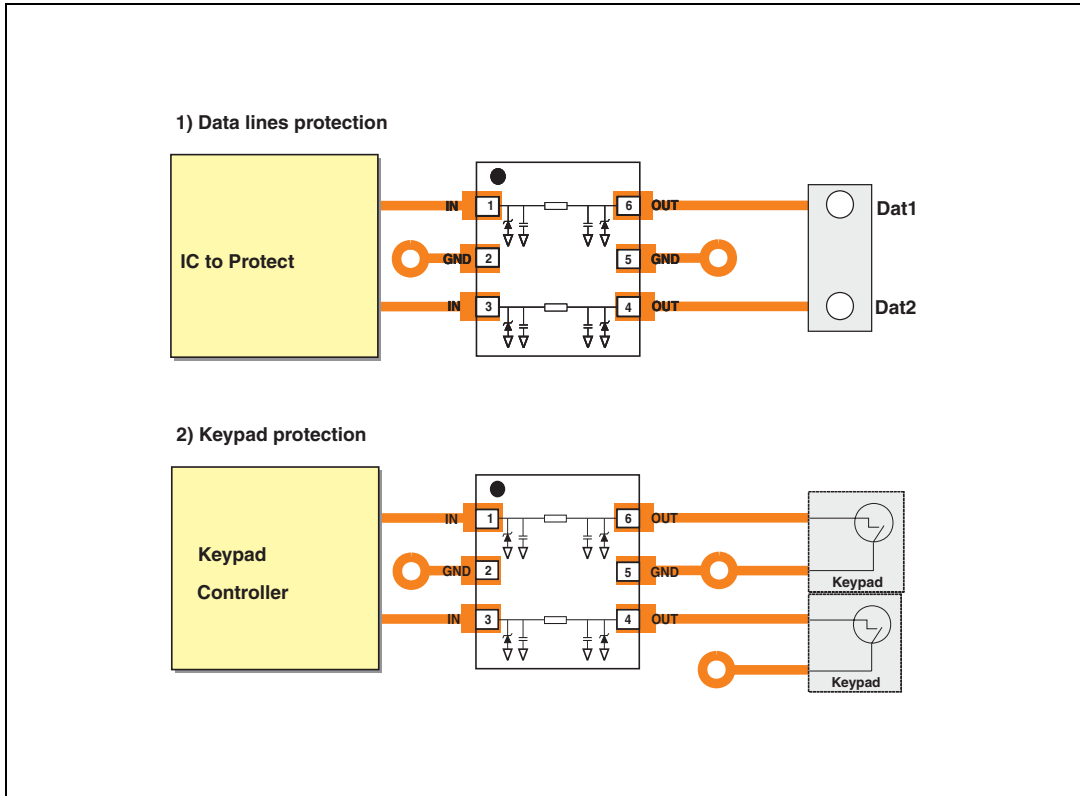 1) Data lines protection
IC to Protect
IN 1 6 OUT Dat1
GND 2 5 GND
IN 3 4 OUT Dat2
2) Keypad protection
Keypad
Controller
IN 1 6 OUT
GND 2 5 GND
Keypad
IN 3 4 OUT
Keypad